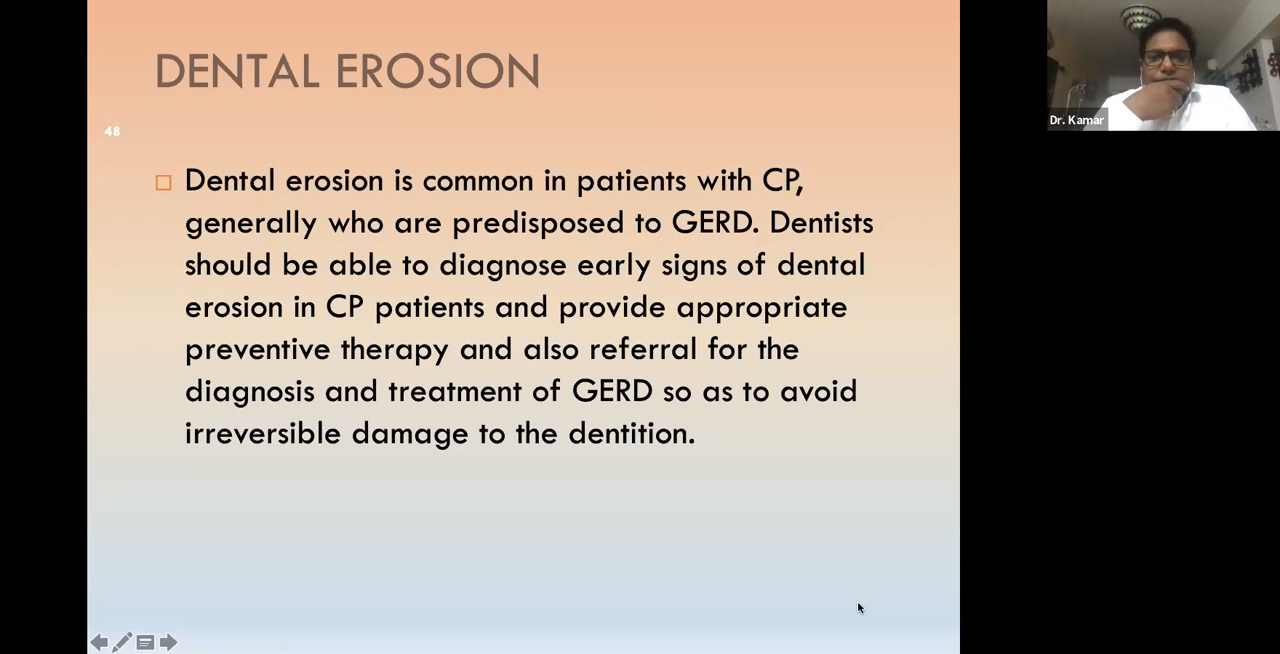 DENTAL EROSION
48
Dental erosion is common in patients with CP,
generally who are predisposed to GERD. Dentists
should be able to diagnose early signs of dental
erosion in CP patients and provide appropriate
preventive therapy and also referral for the
diagnosis and treatment of GERD so as to avoid
irreversible damage to the dentition.
Dr. Kamar